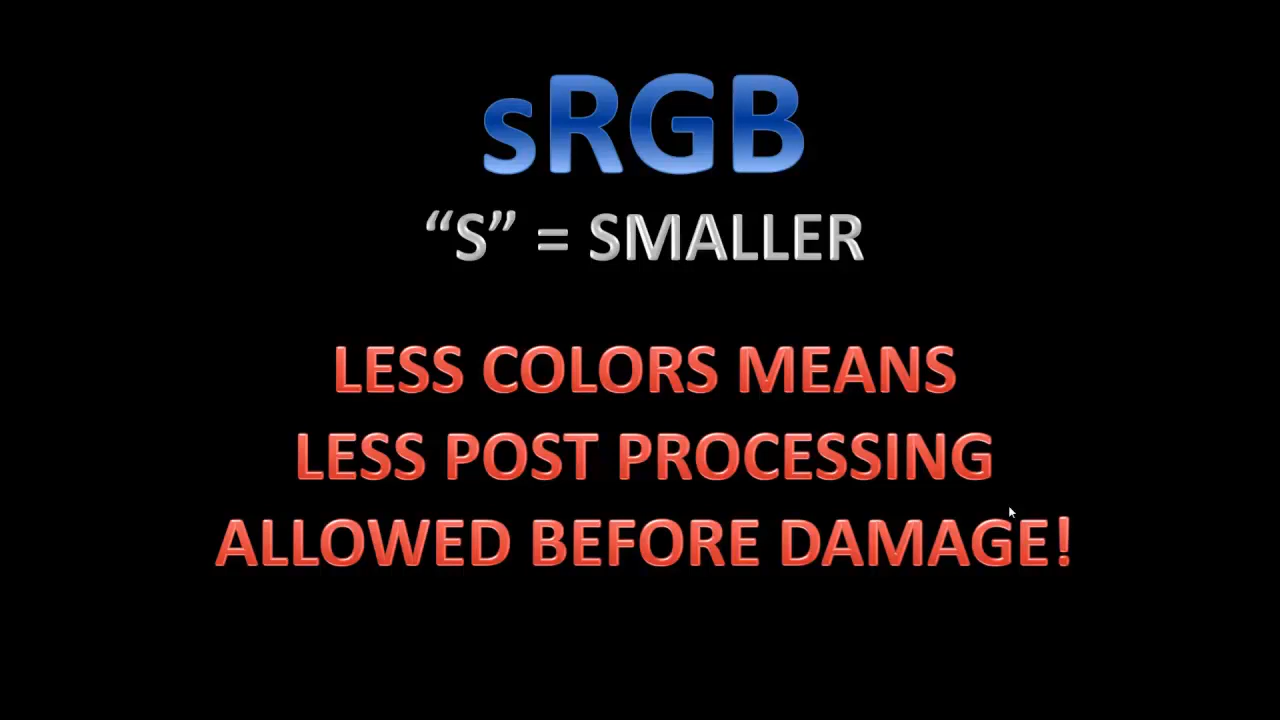 sRGB
“S” = SMALLER
LESS COLORS MEANS
LESS POST PROCESSING
ALLOWED BEFORE DAMAGE!